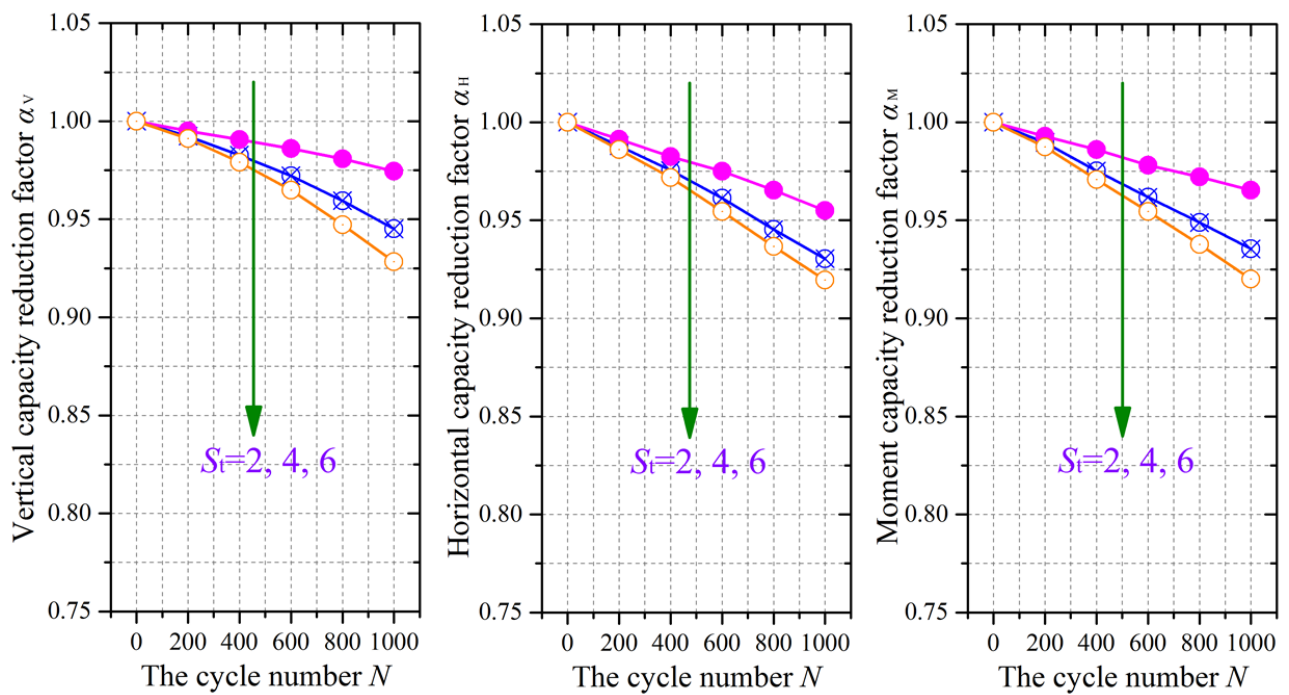 Vertical capacity reduction factor αV
1.05
1.00
0.95
0.90
0.85
0.80
0.75
St=2, 4, 6
0 200 400 600 800 1000
The cycle number N
Horizontal capacity reduction factor αH
1.05
1.00
0.95
0.90
0.85
0.80
0.75
St=2, 4, 6
0 200 400 600 800 1000
The cycle number N
Moment capacity reduction factor αM
1.05
1.00
0.95
0.90
0.85
0.80
0.75
St=2, 4, 6
0 200 400 600 800 1000
The cycle number N